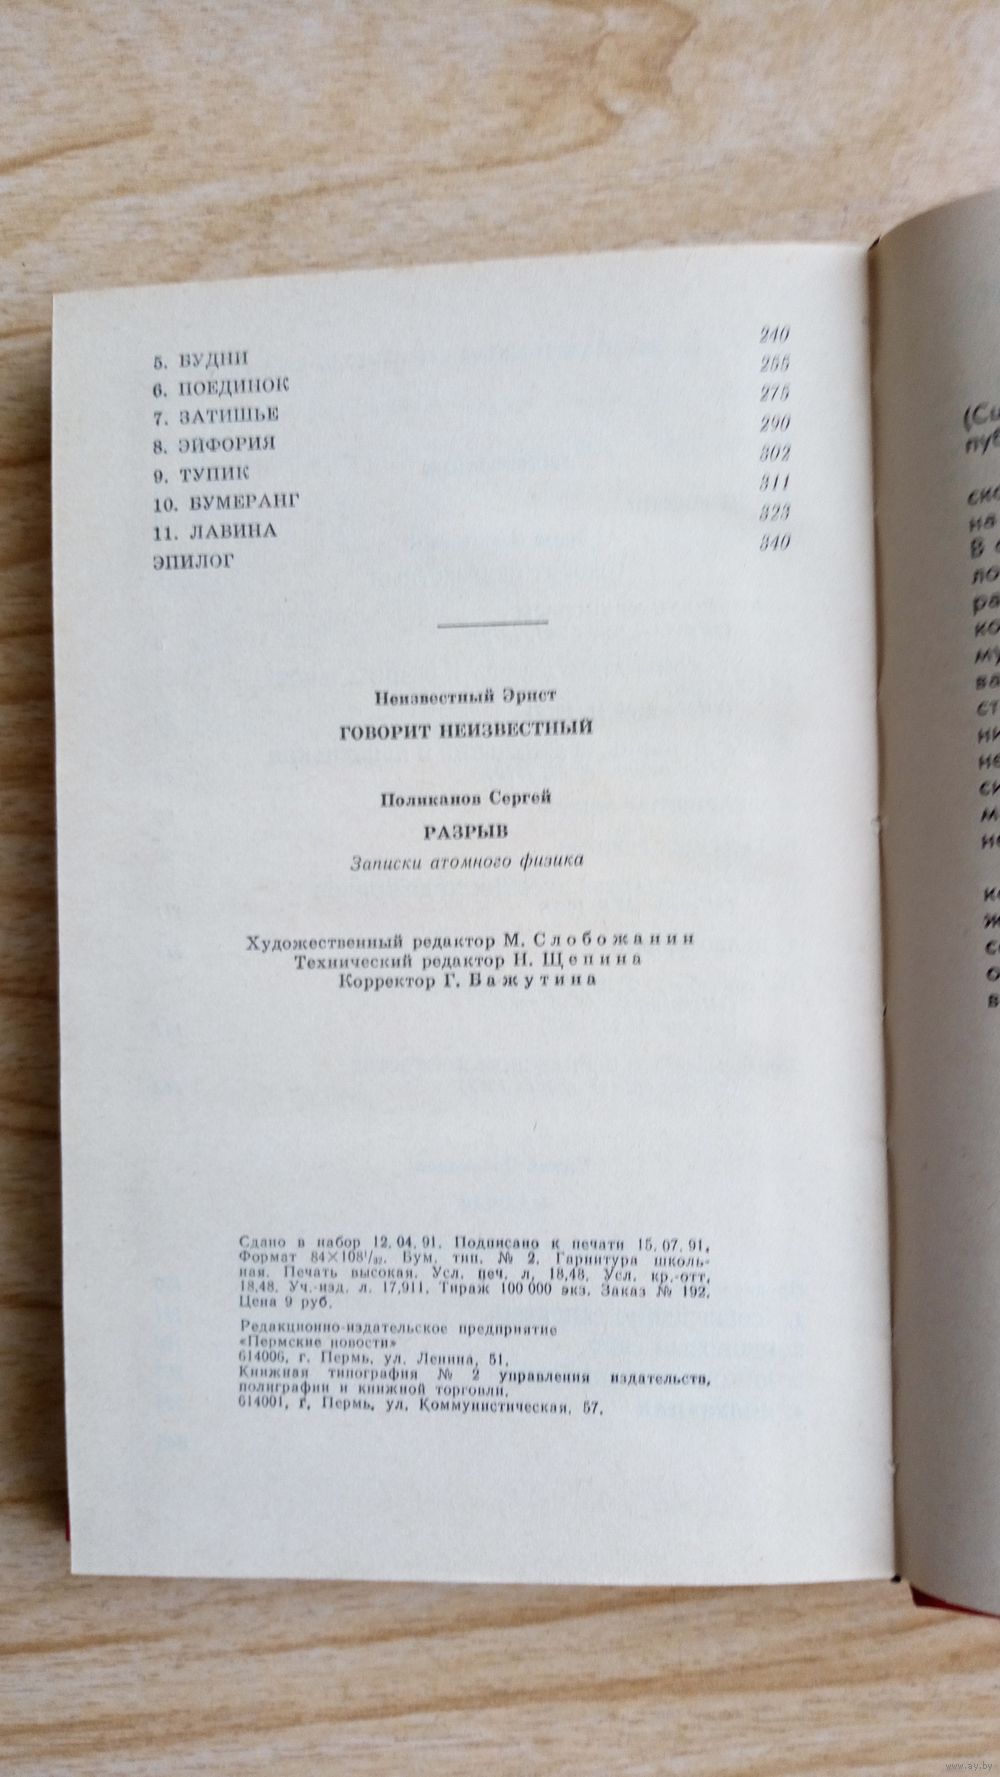 5. БУДНИ 240
6. ПОЕДИНОК 255
7. ЗАТИШЬЕ 275
8. ЭЙФОРИЯ 290
9. ТУПИК 302
10. БУМЕРАНГ 311
11. ЛАВИНА 323
ЭПИЛОГ 340
Неизвестный Эрнст
ГОВОРИТ НЕИЗВЕСТНЫЙ
Поликанов Сергей
РАЗРЫВ
Записки атомного физика
Художественный редактор М. Слобожанин
Технический редактор Н. Щепина
Корректор Г. Бажутина
Сдано в набор 12.04.91. Подписано к печати 15.07.91.
Формат 84×108¹/₃₂. Бум. тип. № 2. Гарнитура школь-
ная. Печать высокая. Усл. печ. л. 18,48. Усл. кр.-отт.
18,48. Уч.-изд. л. 17,911. Тираж 100 000 экз. Заказ № 192.
Цена 9 руб.
Редакционно-издательское предприятие
«Пермские новости»
614006, г. Пермь, ул. Ленина, 51.
Книжная типография № 2 управления издательств,
полиграфии и книжной торговли.
614001, г. Пермь, ул. Коммунистическая, 57.
www.ay.by